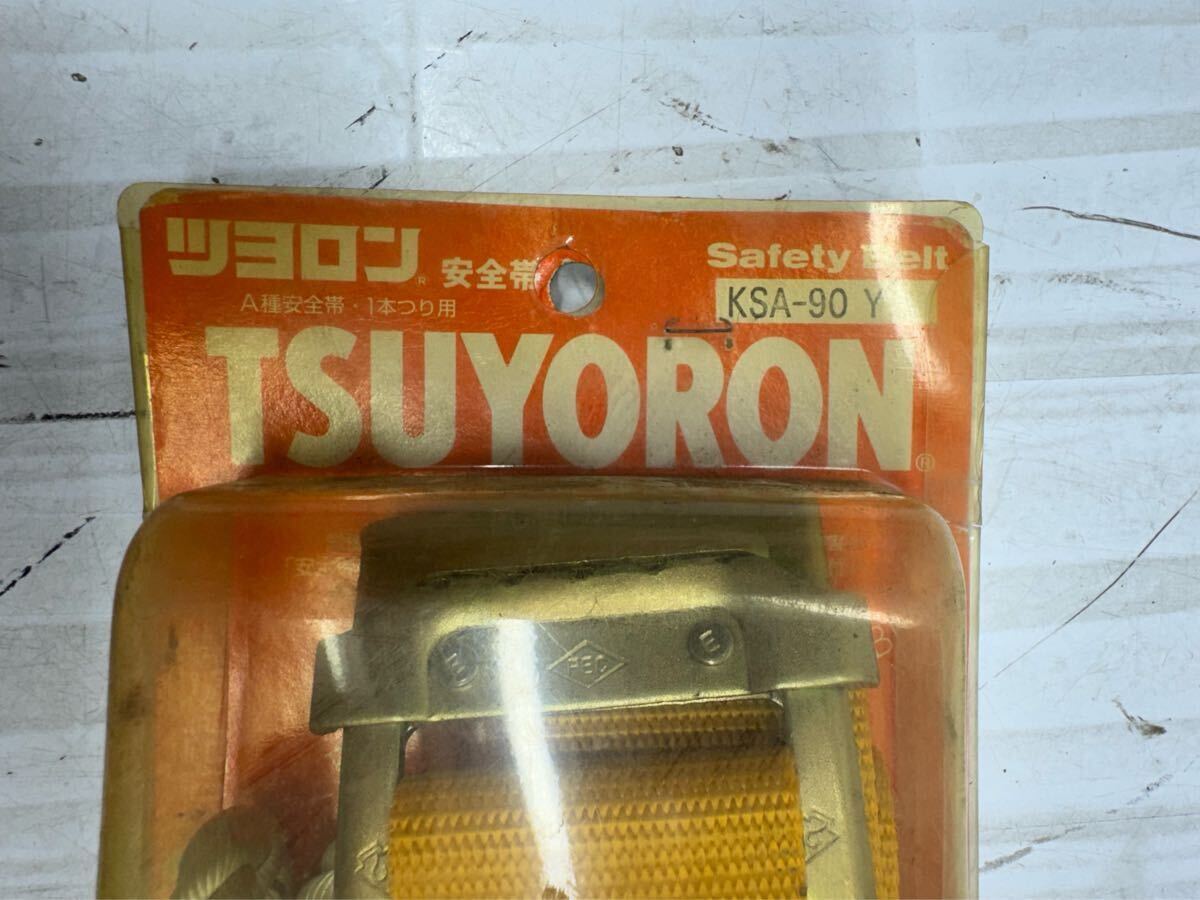 ツヨロン® 安全帯
A種安全帯・1本つり用
Safety Belt
KSA-90 Y
TSUYORON®
E
E